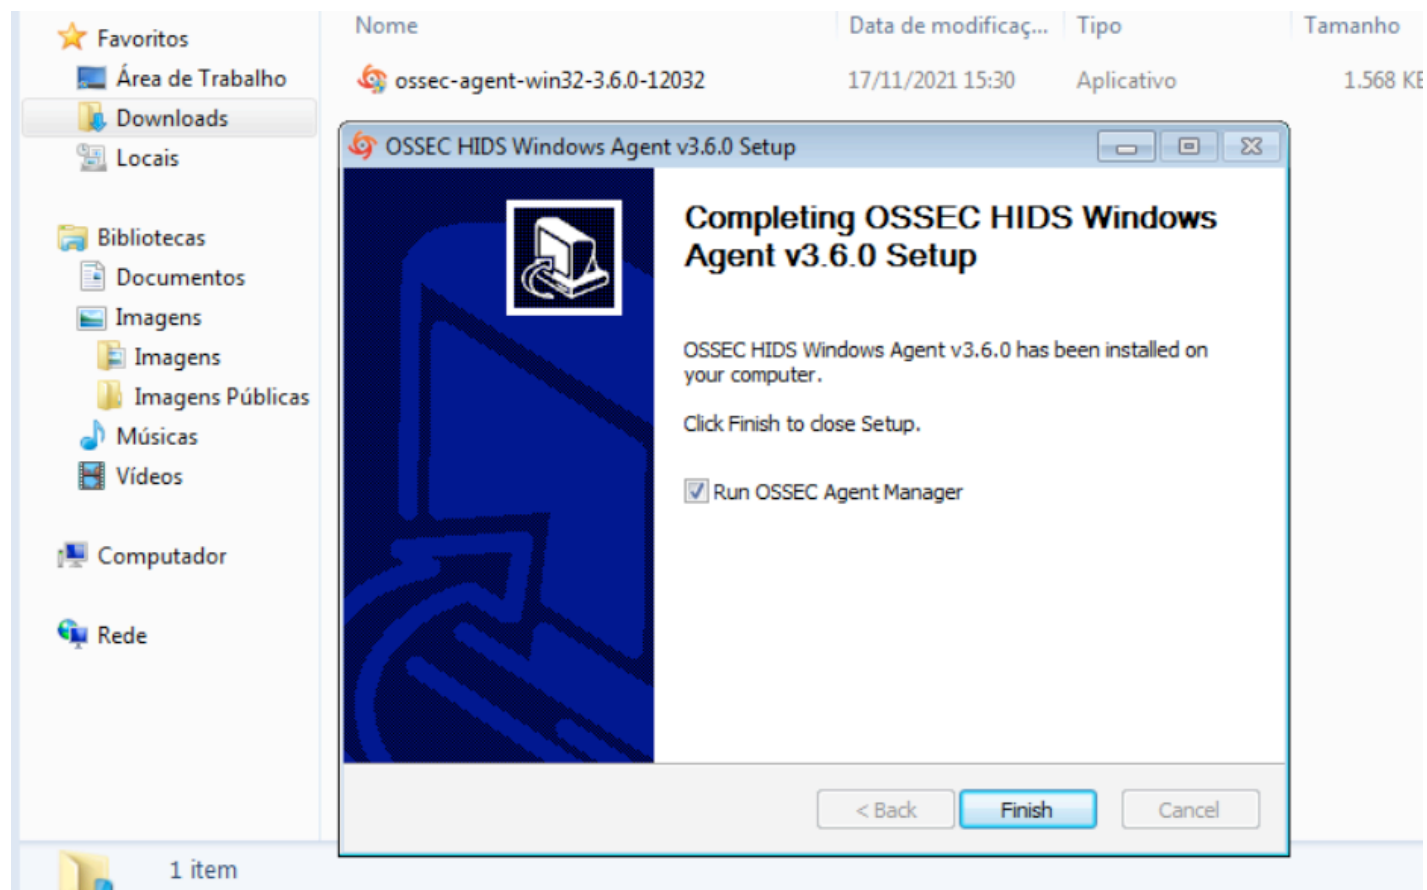 Nome Data de modificaç... Tipo Tamanho
Favoritos
Área de Trabalho
ossec-agent-win32-3.6.0-12032 17/11/2021 15:30 Aplicativo 1.568 KE
Downloads
Locais
OSSEC HIDS Windows Agent v3.6.0 Setup
Completing OSSEC HIDS Windows
Agent v3.6.0 Setup
Bibliotecas
Documentos
Imagens
Imagens
Imagens Públicas
Músicas
Vídeos
OSSEC HIDS Windows Agent v3.6.0 has been installed on
your computer.
Click Finish to close Setup.
Run OSSEC Agent Manager
Computador
Rede
< Back Finish Cancel
1 item